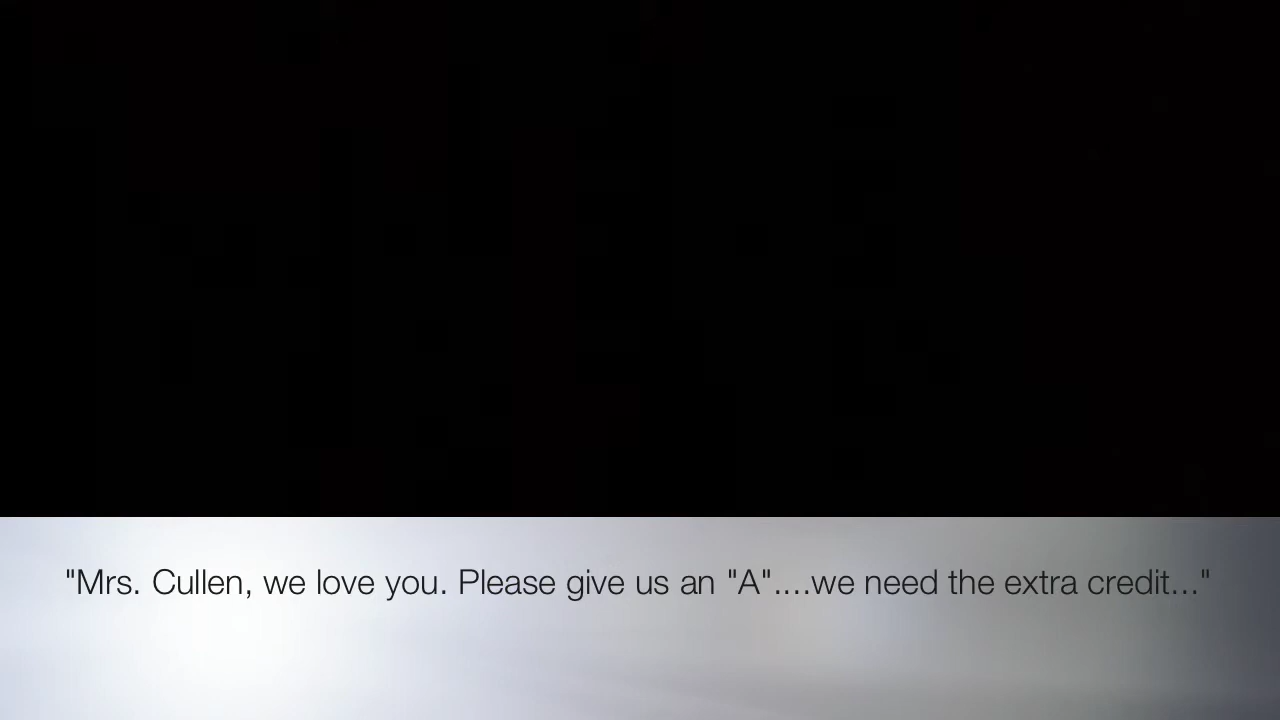 "Mrs. Cullen, we love you. Please give us an "A"....we need the extra credit..."